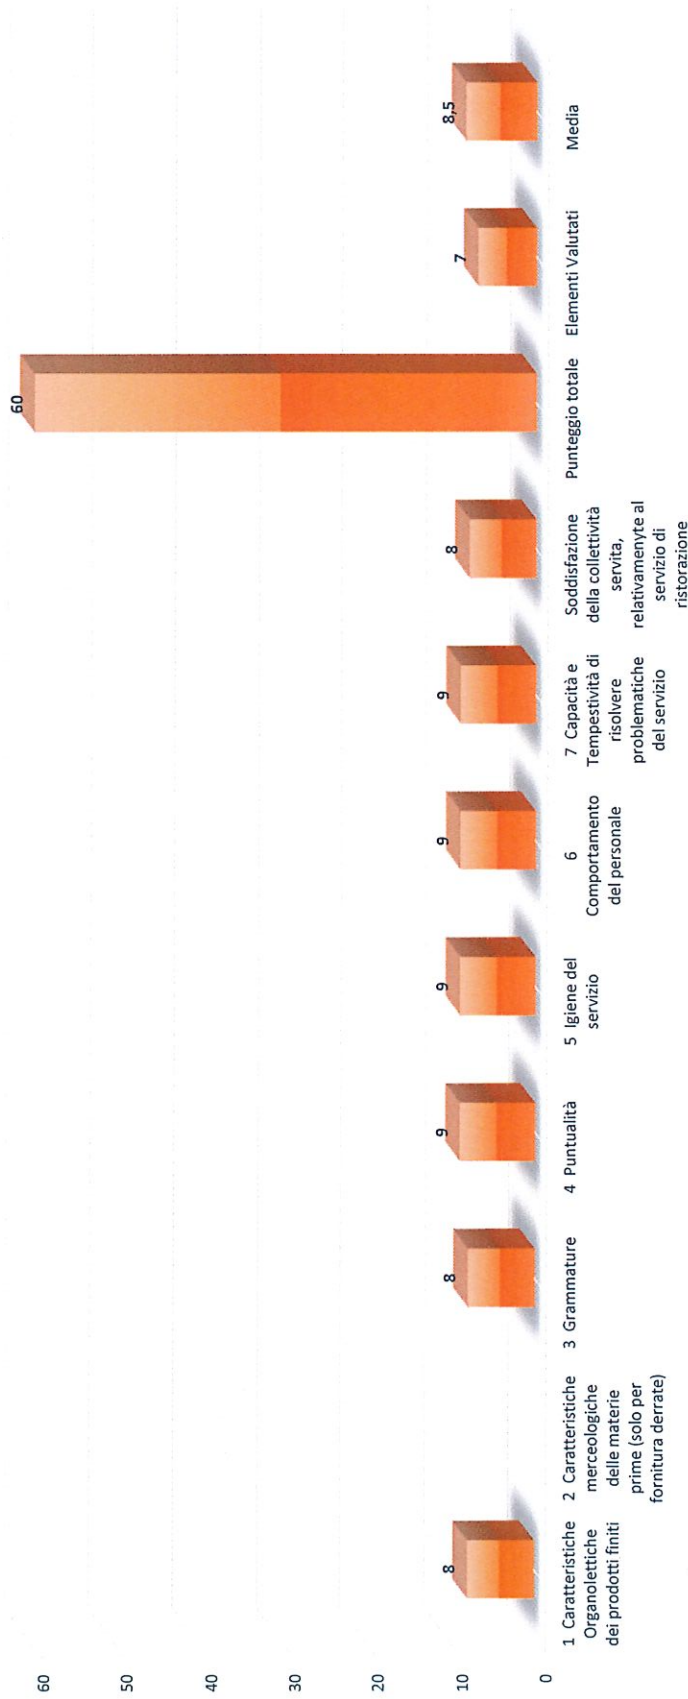 60
50
40
30
20
10
0
8
8
9
9
9
9
8
60
7
8,5
1 Caratteristiche
Organolettiche
dei prodotti finiti
2 Caratteristiche
merceologiche
delle materie
prime (solo per
fornitura derrate)
3 Grammature
4 Puntualità
5 Igiene del
servizio
6
Comportamento
del personale
7 Capacità e
Tempestività di
risolvere
problematiche
del servizio
Soddisfazione
della collettività
servita,
relativamenyte al
servizio di
ristorazione
Punteggio totale
Elementi Valutati
Media